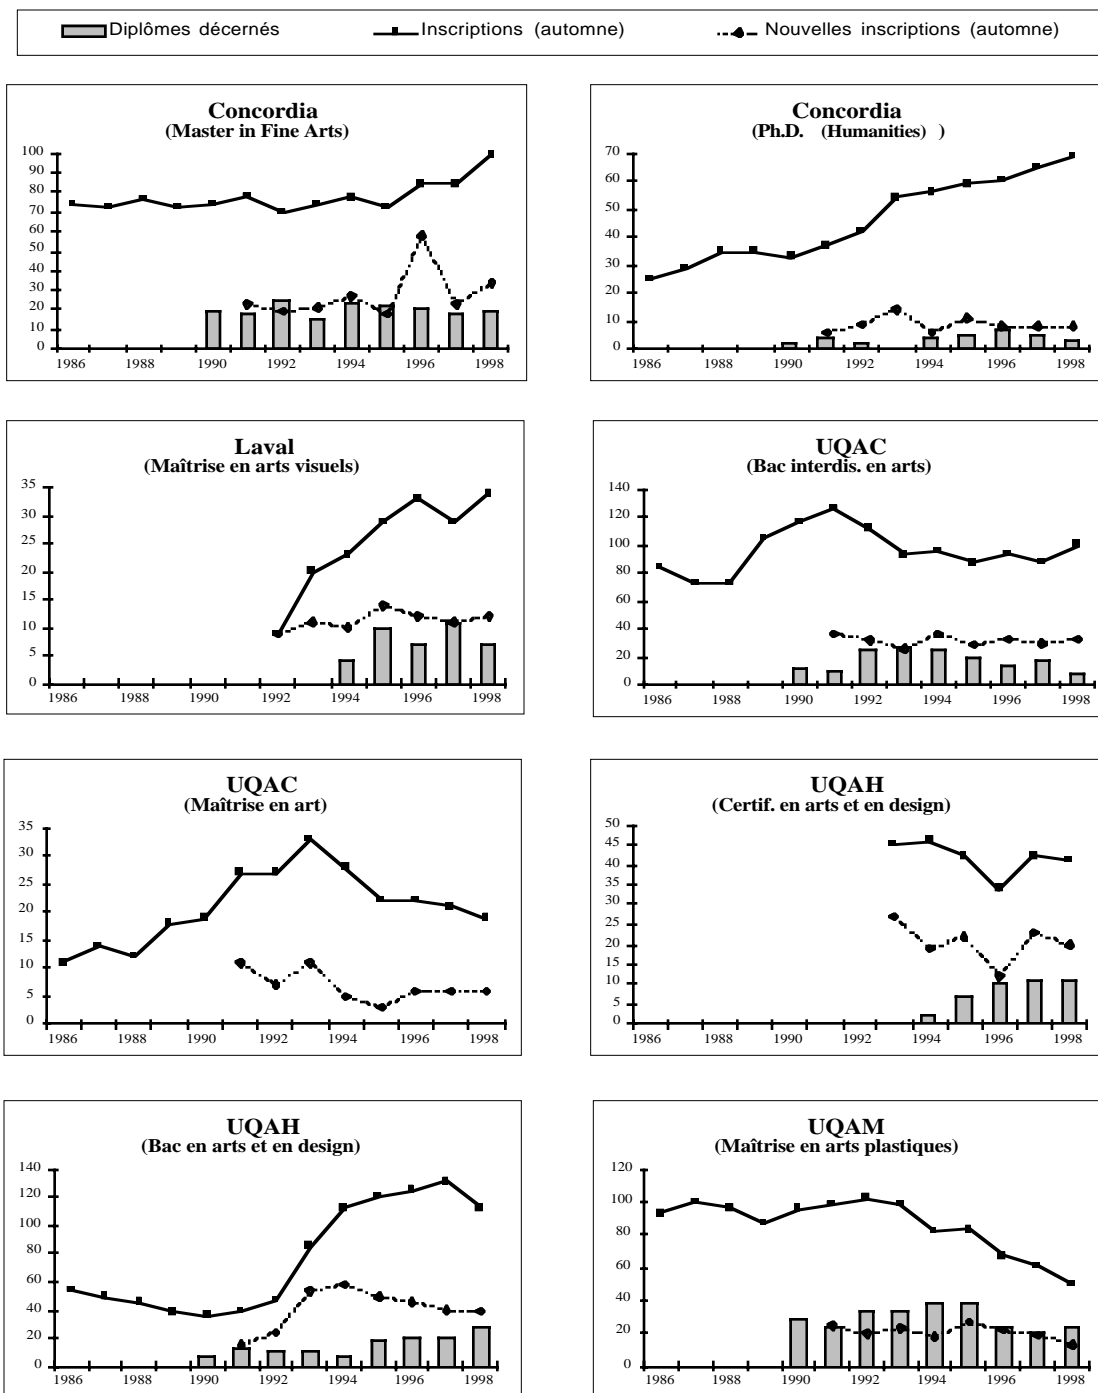 Diplômes décernés Inscriptions (automne) Nouvelles inscriptions (automne)
Concordia
(Master in Fine Arts)
100
90
80
70
60
50
40
30
20
10
0
1986 1988 1990 1992 1994 1996 1998
Concordia
(Ph.D. (Humanities) )
70
60
50
40
30
20
10
0
1986 1988 1990 1992 1994 1996 1998
Laval
(Maîtrise en arts visuels)
35
30
25
20
15
10
5
0
1986 1988 1990 1992 1994 1996 1998
UQAC
(Bac interdis. en arts)
140
120
100
80
60
40
20
0
1986 1988 1990 1992 1994 1996 1998
UQAC
(Maîtrise en art)
35
30
25
20
15
10
5
0
1986 1988 1990 1992 1994 1996 1998
UQAH
(Certif. en arts et en design)
50
45
40
35
30
25
20
15
10
5
0
1986 1988 1990 1992 1994 1996 1998
UQAH
(Bac en arts et en design)
140
120
100
80
60
40
20
0
1986 1988 1990 1992 1994 1996 1998
UQAM
(Maîtrise en arts plastiques)
120
100
80
60
40
20
0
1986 1988 1990 1992 1994 1996 1998